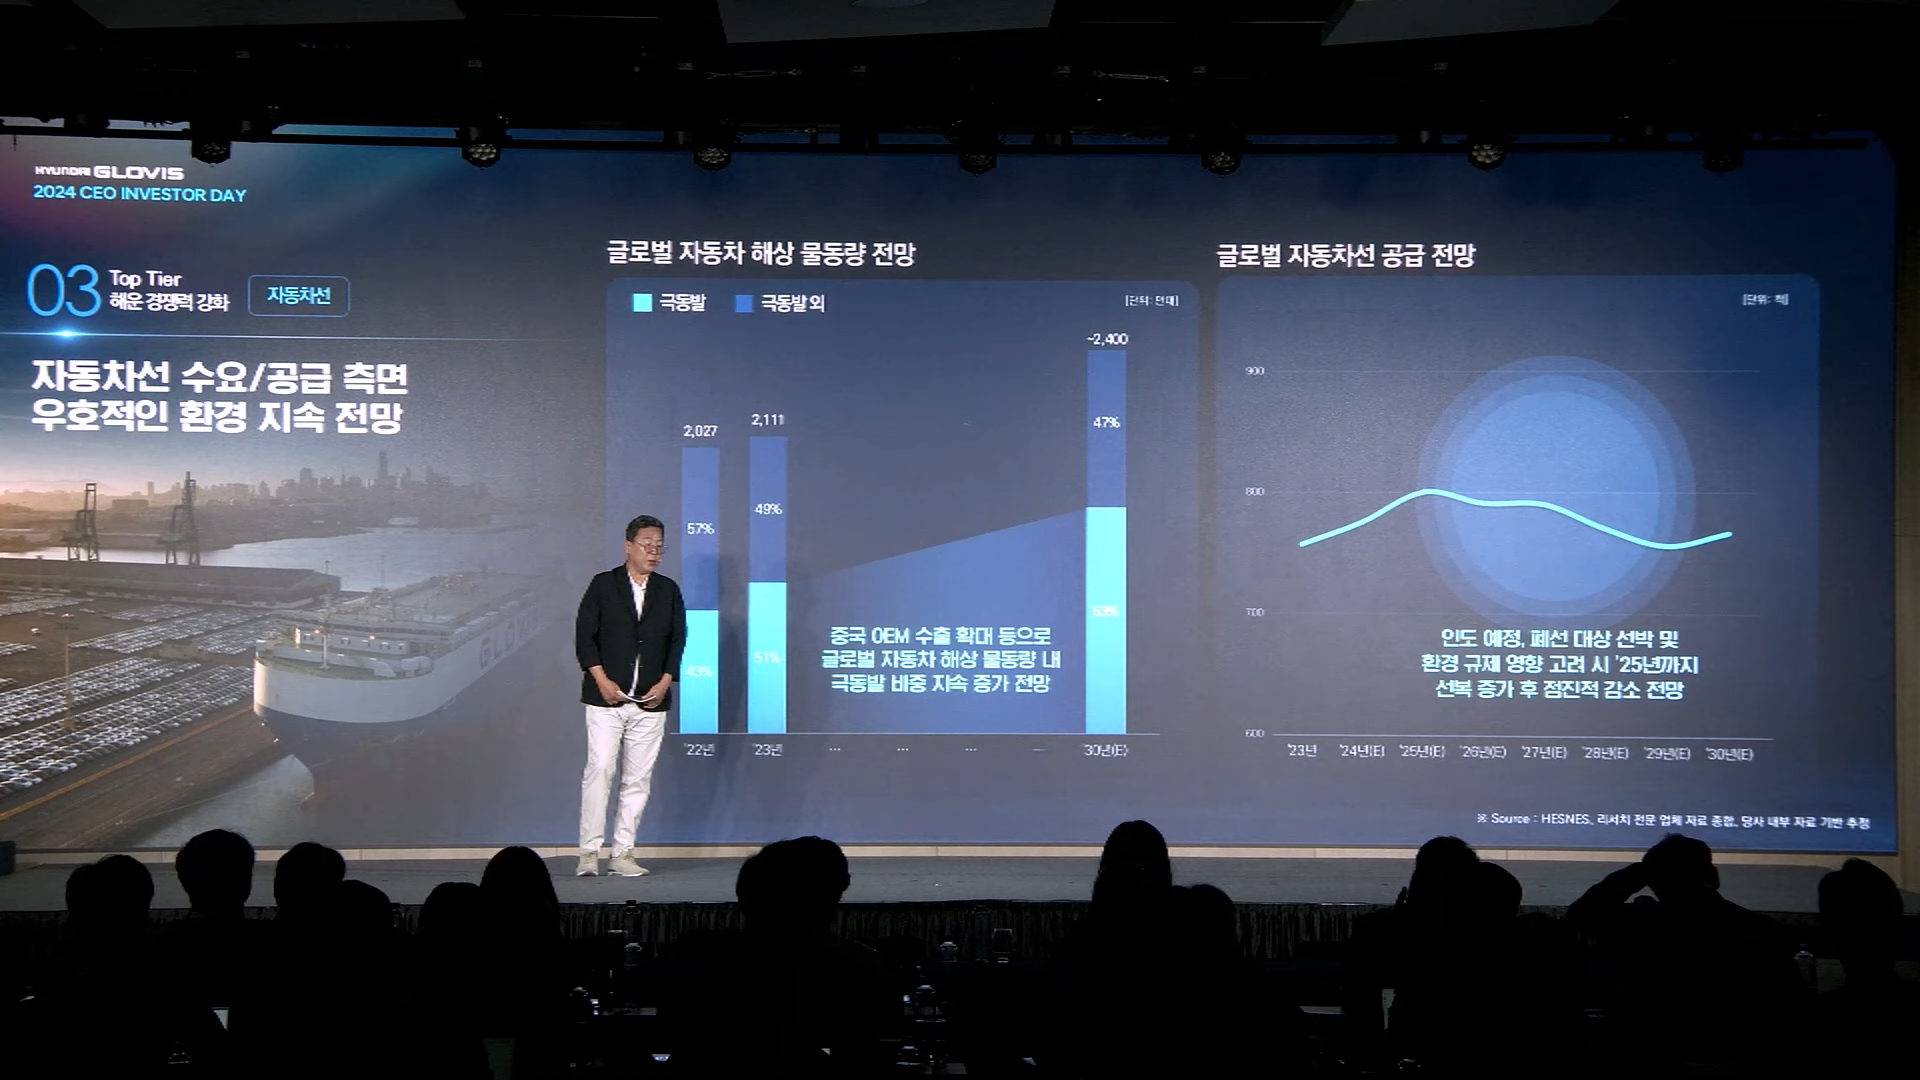 HYUNDAI GLOVIS
2024 CEO INVESTOR DAY
03
Top Tier
해운 경쟁력 강화
자동차선
자동차선 수요/공급 측면
우호적인 환경 지속 전망
글로벌 자동차 해상 물동량 전망
극동발
극동발 외
[단위: 만 대]
2,027
57%
43%
2,111
49%
51%
~2,400
47%
53%
중국 OEM 수출 확대 등으로
글로벌 자동차 해상 물동량 내
극동발 비중 지속 증가 전망
'22년
'23년
...
...
...
'30년(E)
글로벌 자동차선 공급 전망
[단위: 척]
900
800
700
600
인도 예정, 폐선 대상 선박 및
환경 규제 영향 고려 시 '25년까지
선복 증가 후 점진적 감소 전망
'23년 '24년(E) '25년(E) '26년(E) '27년(E) '28년(E) '29년(E) '30년(E)
※ Source : HESNES, 리서치 전문 업체 자료 종합, 당사 내부 자료 기반 추정
GLOVIS